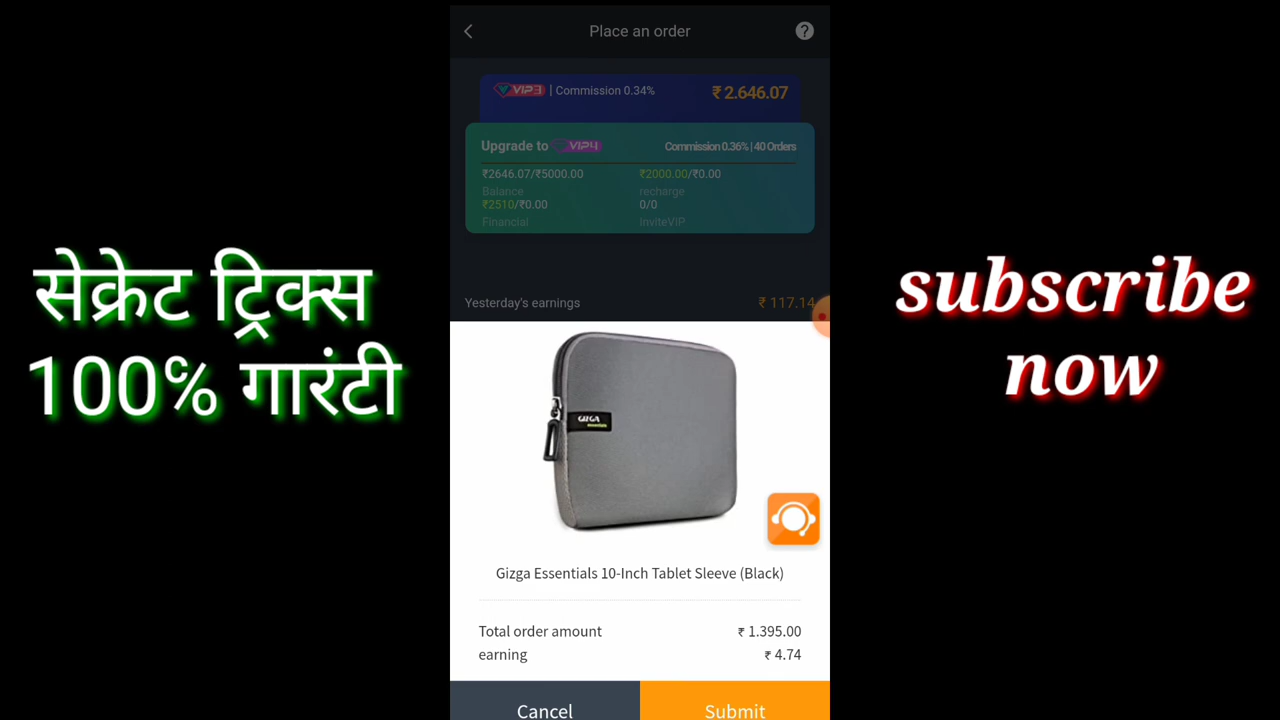 Place an order
?
VIP3 | Commission 0.34%
₹ 2.646.07
Upgrade to VIP4
Commission 0.36% | 40 Orders
₹2646.07/₹5000.00
₹2000.00/₹0.00
Balance
recharge
₹2510/₹0.00
0/0
Financial
InviteVIP
Yesterday's earnings
₹ 117.14
सेक्रेट ट्रिक्स
100℅ गारंटी
subscribe
now
GIZGA
essentials
Gizga Essentials 10-Inch Tablet Sleeve (Black)
Total order amount
₹ 1.395.00
earning
₹ 4.74
Cancel
Submit